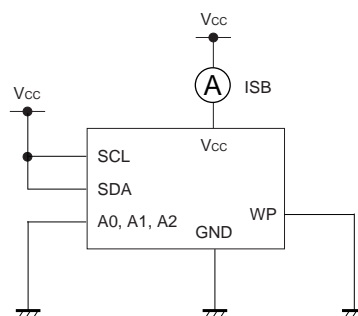 Vcc
A
ISB
Vcc
Vcc
SCL
SDA
A0, A1, A2
WP
GND